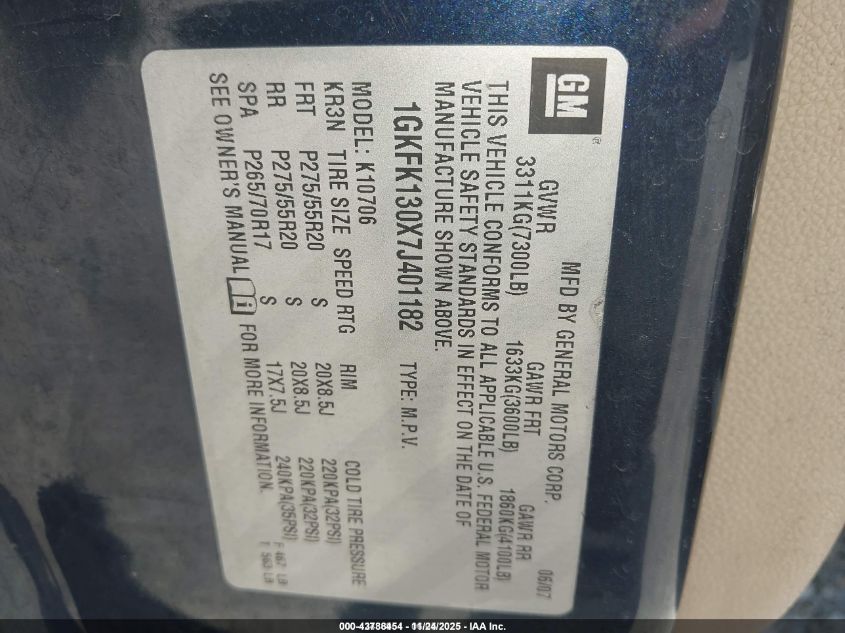 GM
MFD BY GENERAL MOTORS CORP. 06/07
GVWR GAWR FRT GAWR RR
3311KG(7300LB) 1633KG(3600LB) 1860KG(4100LB)
THIS VEHICLE CONFORMS TO ALL APPLICABLE U.S. FEDERAL MOTOR
VEHICLE SAFETY STANDARDS IN EFFECT ON THE DATE OF
MANUFACTURE SHOWN ABOVE.
1GKFK130X7J401182 TYPE: M.P.V.
MODEL: K10706
KR3N TIRE SIZE SPEED RTG RIM COLD TIRE PRESSURE
FRT P275/55R20 S 20X8.5J 220KPA(32PSI)
RR P275/55R20 S 20X8.5J 220KPA(32PSI)
SPA P265/70R17 S 17X7.5J 240KPA(35PSI)
SEE OWNER'S MANUAL i FOR MORE INFORMATION.
- 11/24/2025 - IAA Inc.